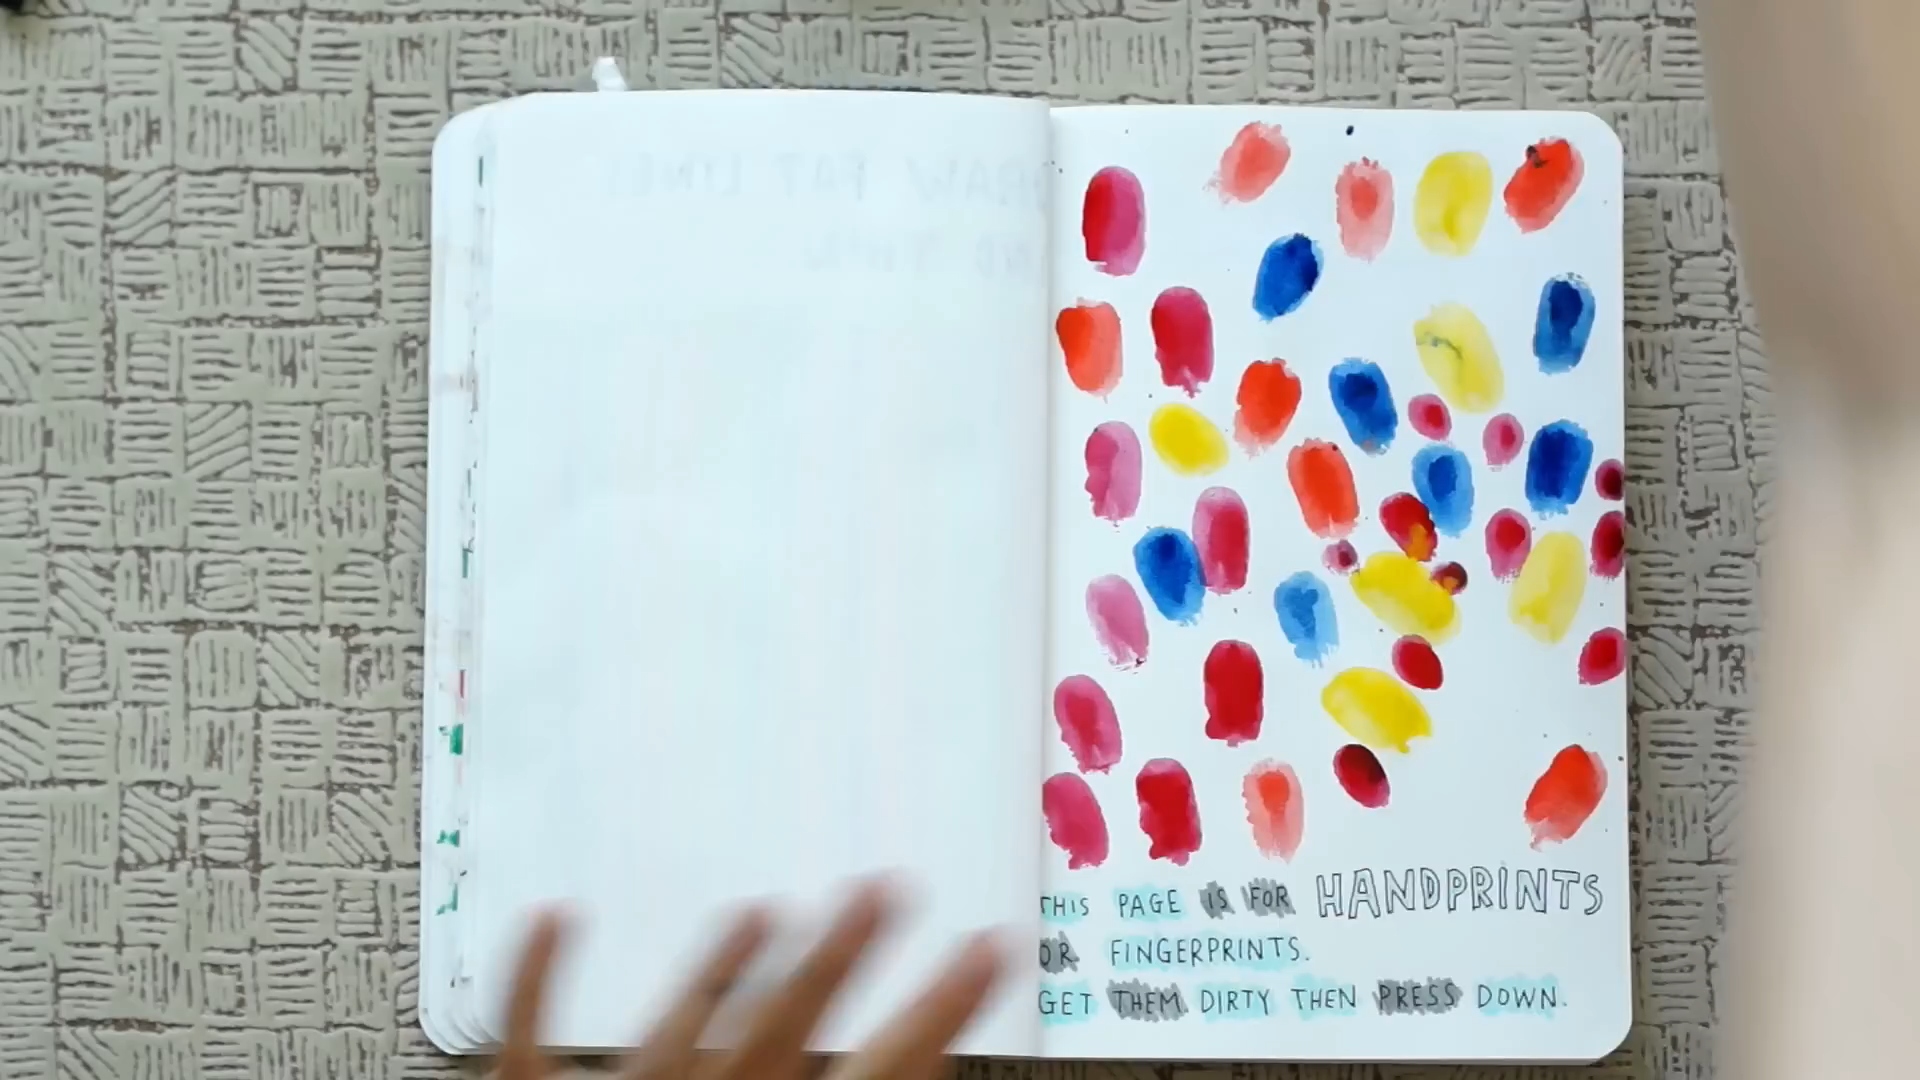 THIS PAGE IS FOR HANDPRINTS
OR FINGERPRINTS.
GET THEM DIRTY THEN PRESS DOWN.